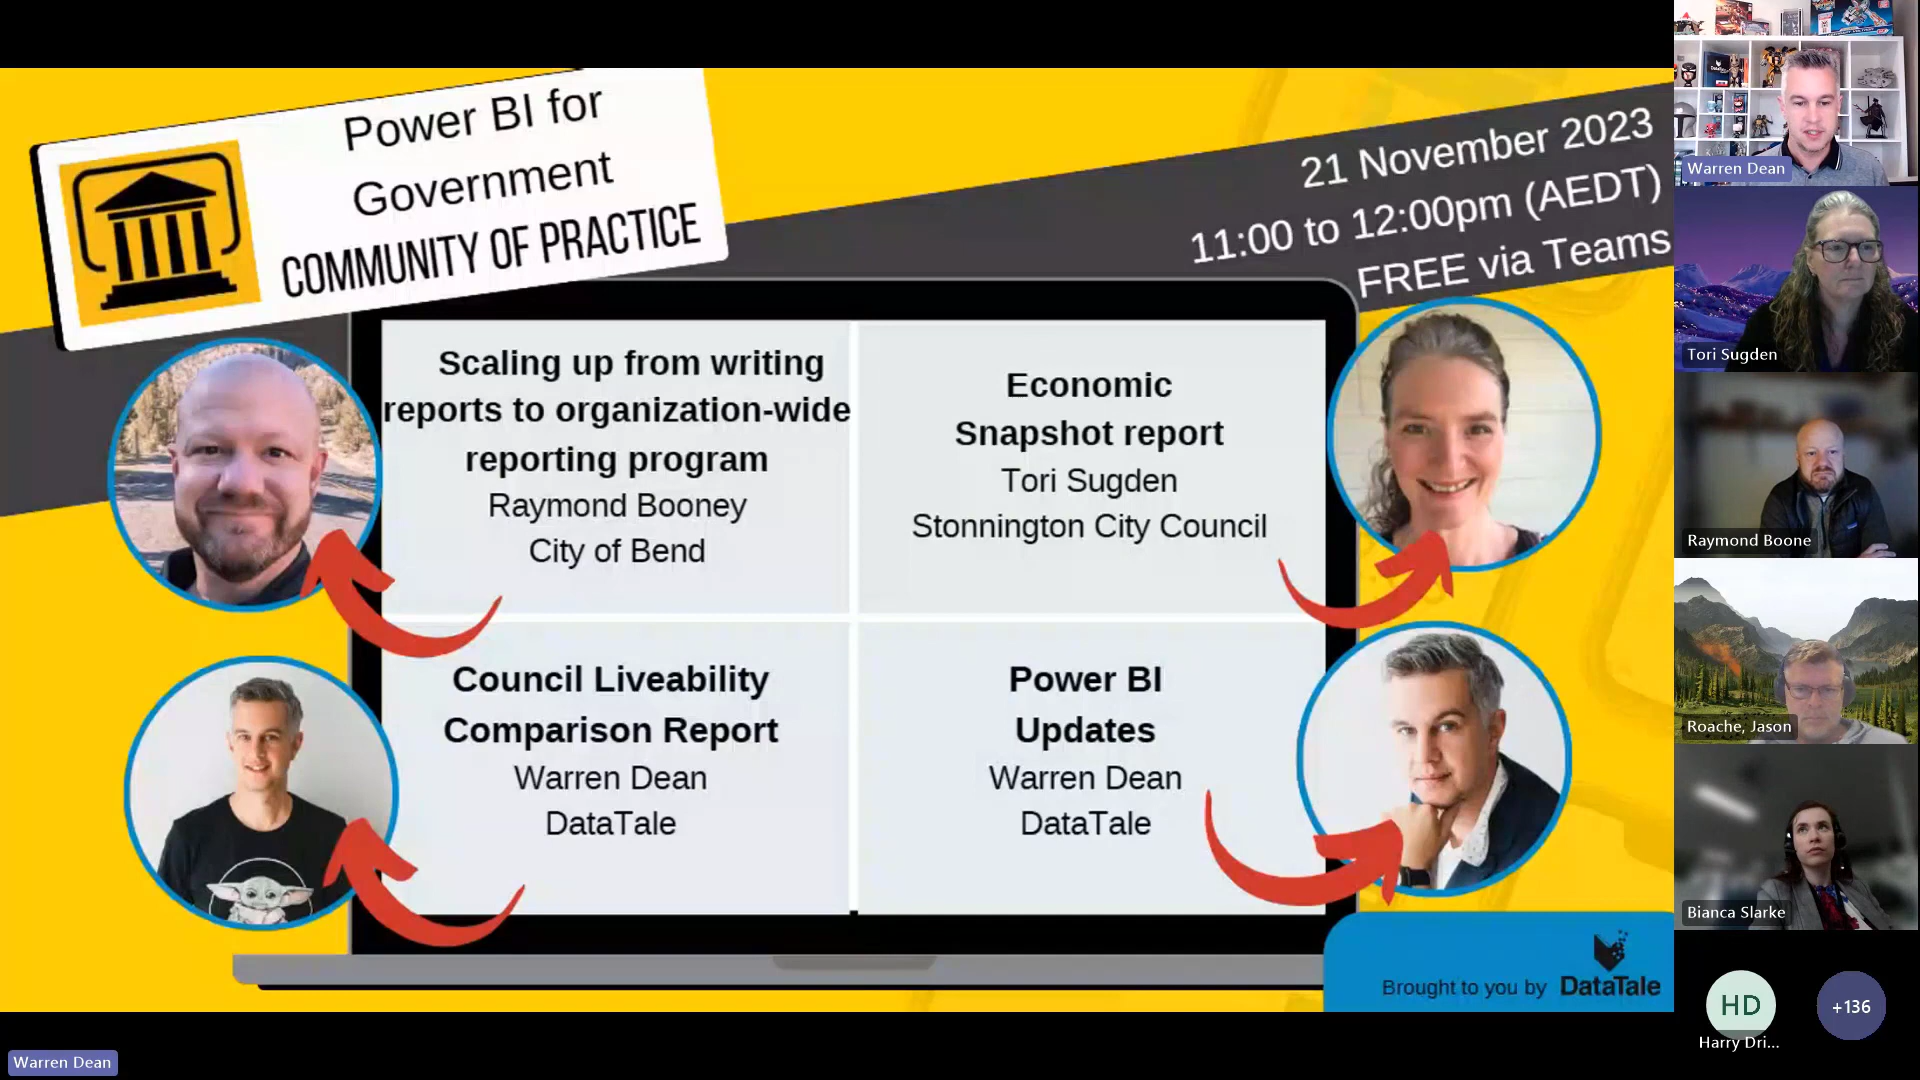 Power BI for
Government
COMMUNITY OF PRACTICE
21 November 2023
11:00 to 12:00pm (AEDT)
FREE via Teams
Scaling up from writing
reports to organization-wide
reporting program
Raymond Booney
City of Bend
Economic
Snapshot report
Tori Sugden
Stonnington City Council
Council Liveability
Comparison Report
Warren Dean
DataTale
Power BI
Updates
Warren Dean
DataTale
Brought to you by DataTale
Warren Dean
Tori Sugden
Raymond Boone
Roache, Jason
Bianca Slarke
HD
Harry Dri...
+136
Warren Dean